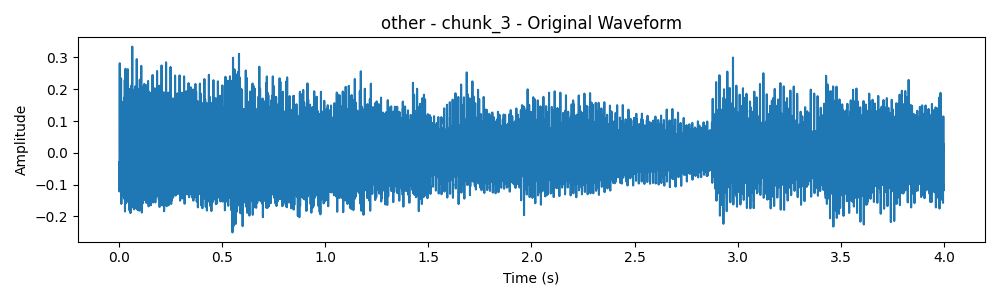 other - chunk_3 - Original Waveform
Amplitude
0.3
0.2
0.1
0.0
−0.1
−0.2
0.0 0.5 1.0 1.5 2.0 2.5 3.0 3.5 4.0
Time (s)